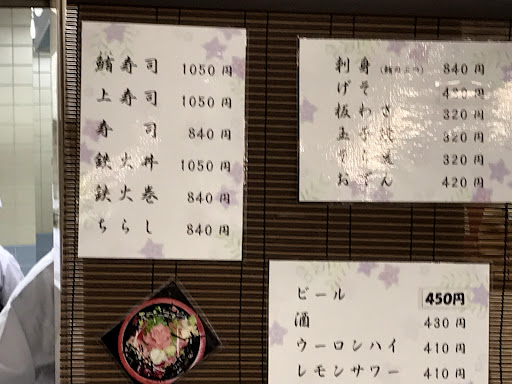 鮪寿司 1050円
上寿司 1050円
寿司 840円
鉄火丼 1050円
鉄火巻 840円
ちらし 840円
刺身 840円
げそ 420円
板わさ 320円
玉子焼 320円
320円
おでん 420円
ビール 450円
酒 430円
ウーロンハイ 410円
レモンサワー 410円